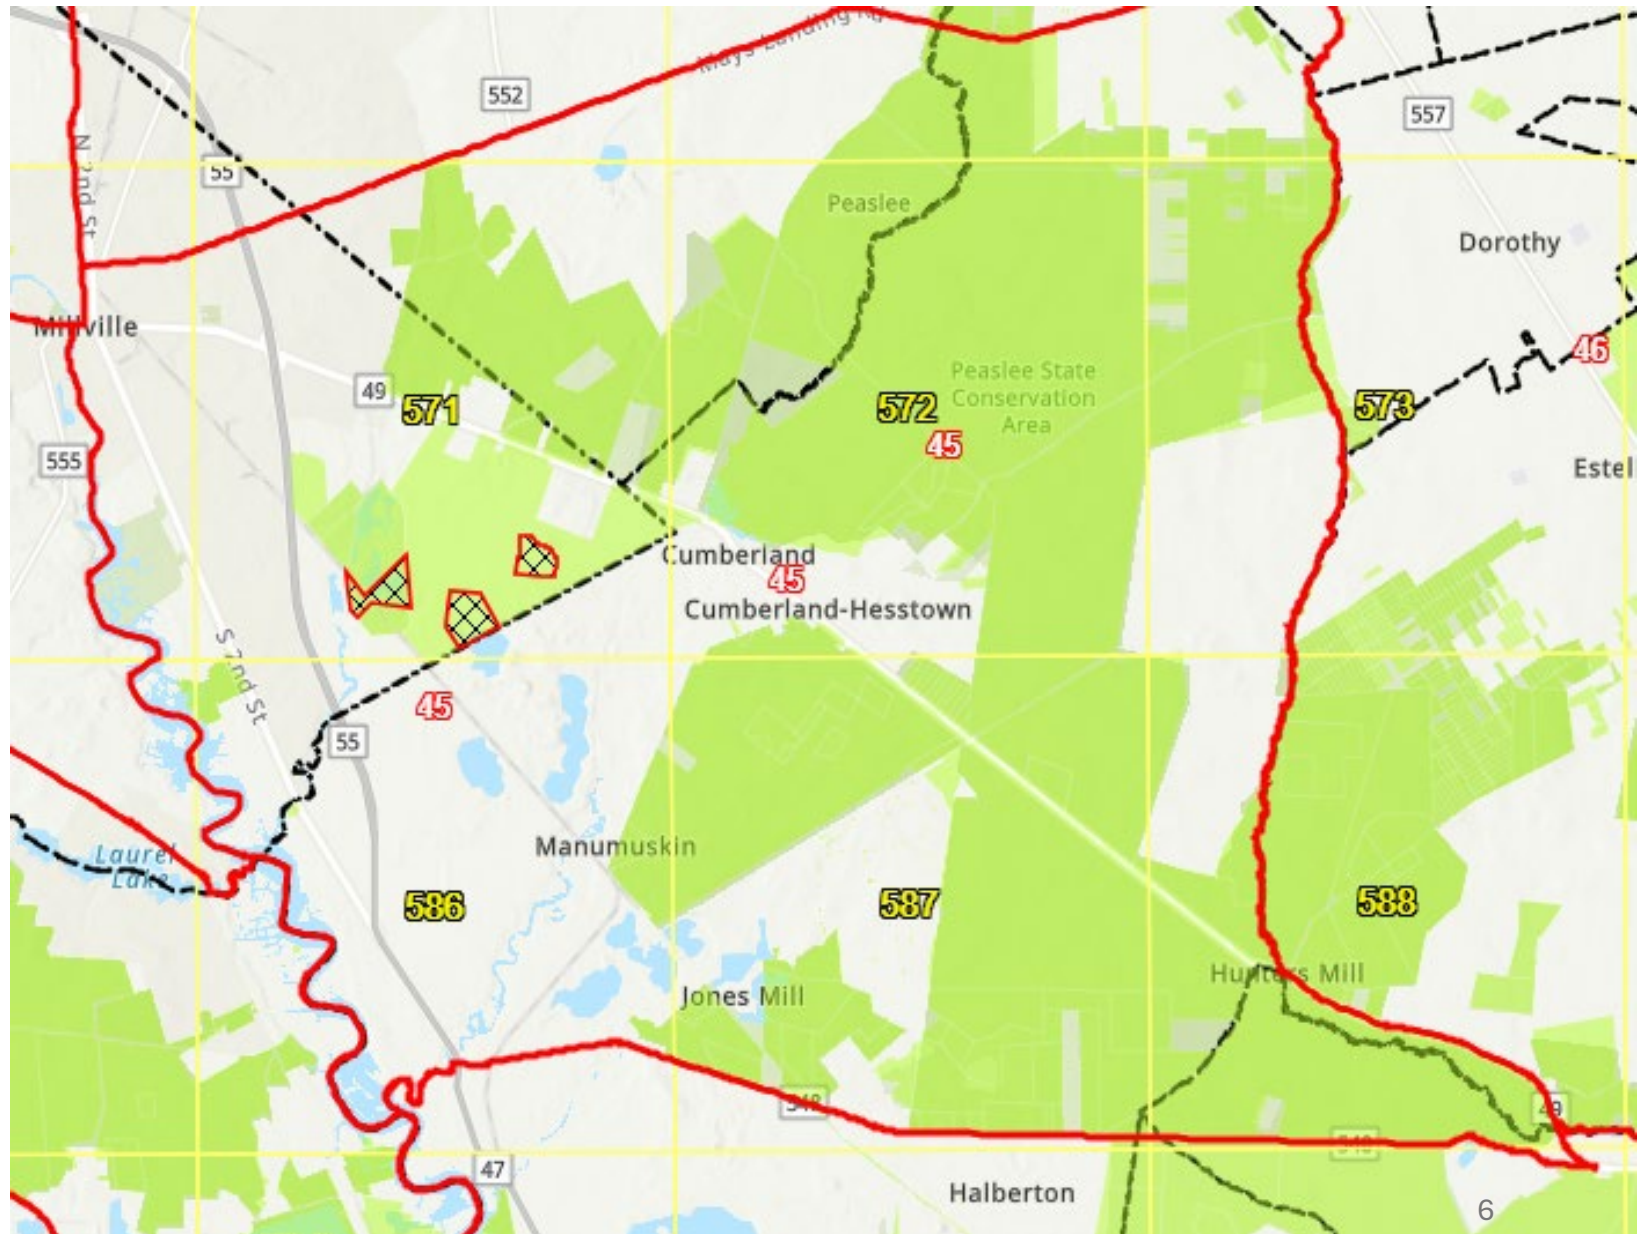 Mays Landing Rd
552
557
N 2nd St
55
Peaslee
Dorothy
Millville
46
49
571
572
Peaslee State
Conservation
Area
573
45
555
Estel
Cumberland
45
Cumberland-Hesstown
S 2nd St
45
55
Manumuskin
Laurel
Lake
586
587
588
Hunters Mill
Jones Mill
548
49
548
47
Halberton
6